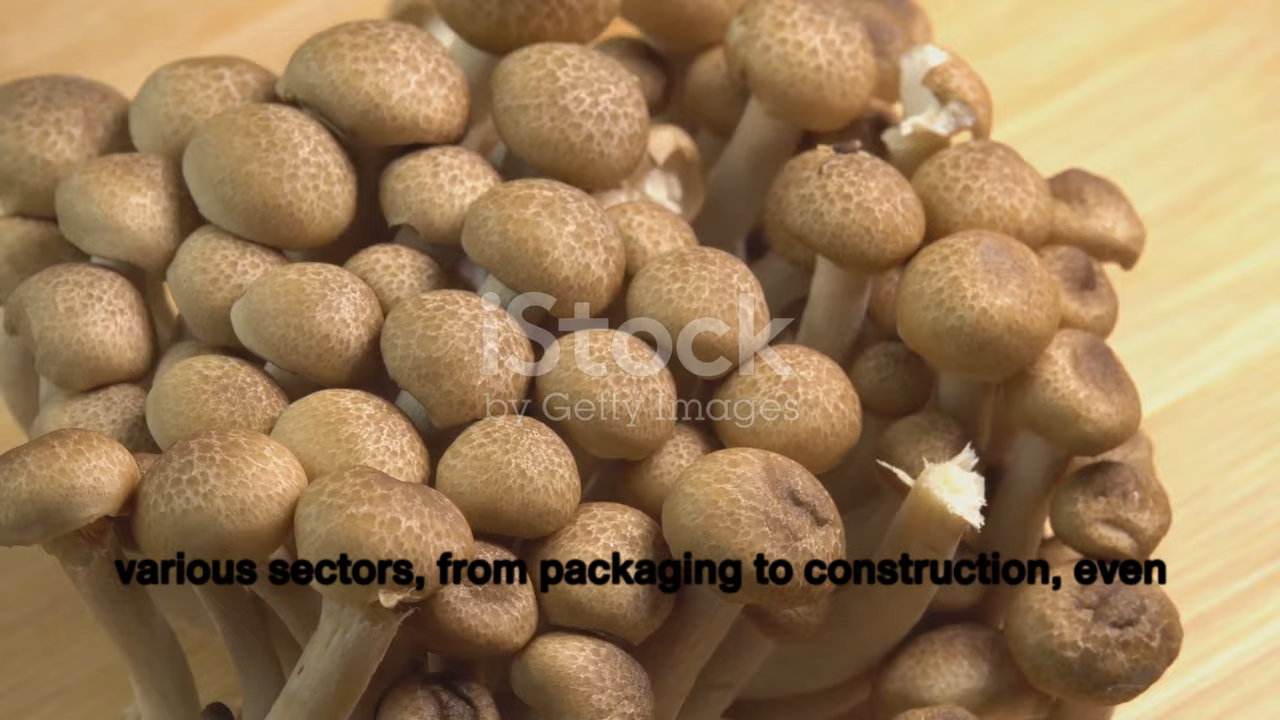 iStock
by Getty Images
various sectors, from packaging to construction, even